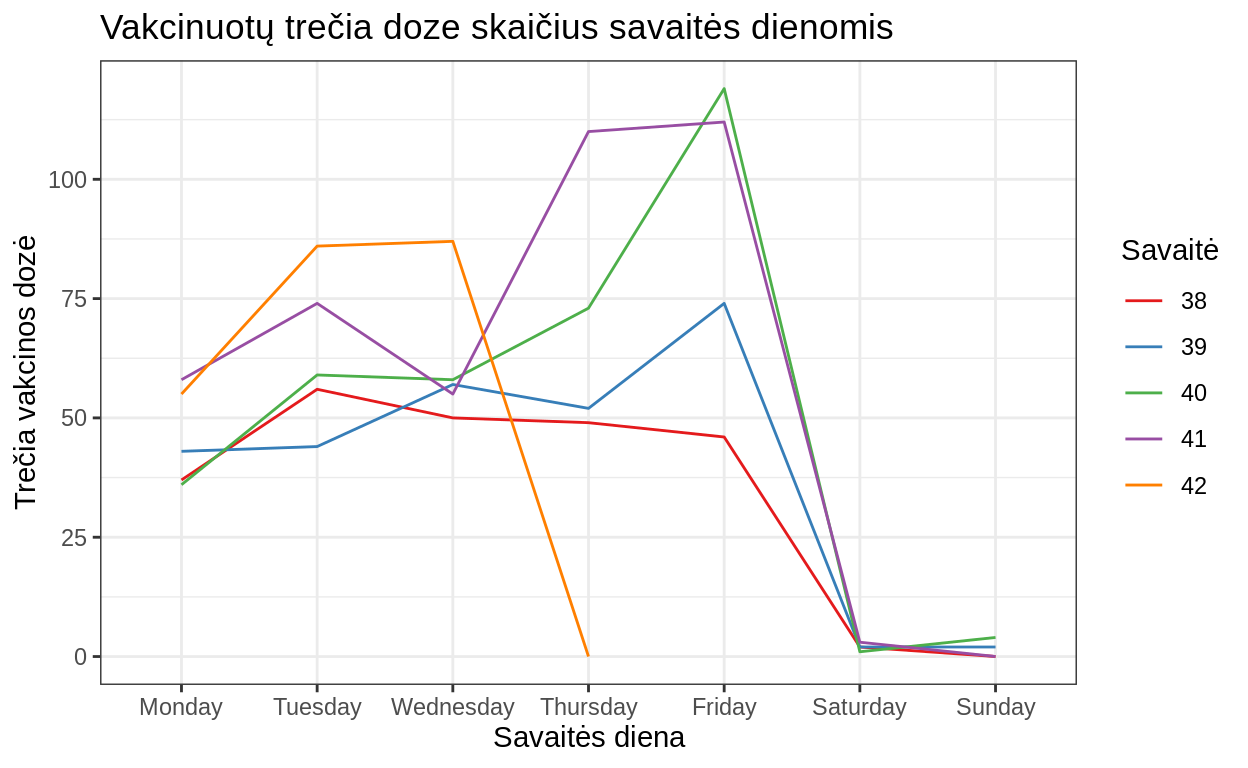 Vakcinuotų trečia doze skaičius savaitės dienomis
Trečia vakcinos dozė
100
75
50
25
0
Monday
Tuesday
Wednesday
Thursday
Friday
Saturday
Sunday
Savaitės diena
Savaitė
38
39
40
41
42